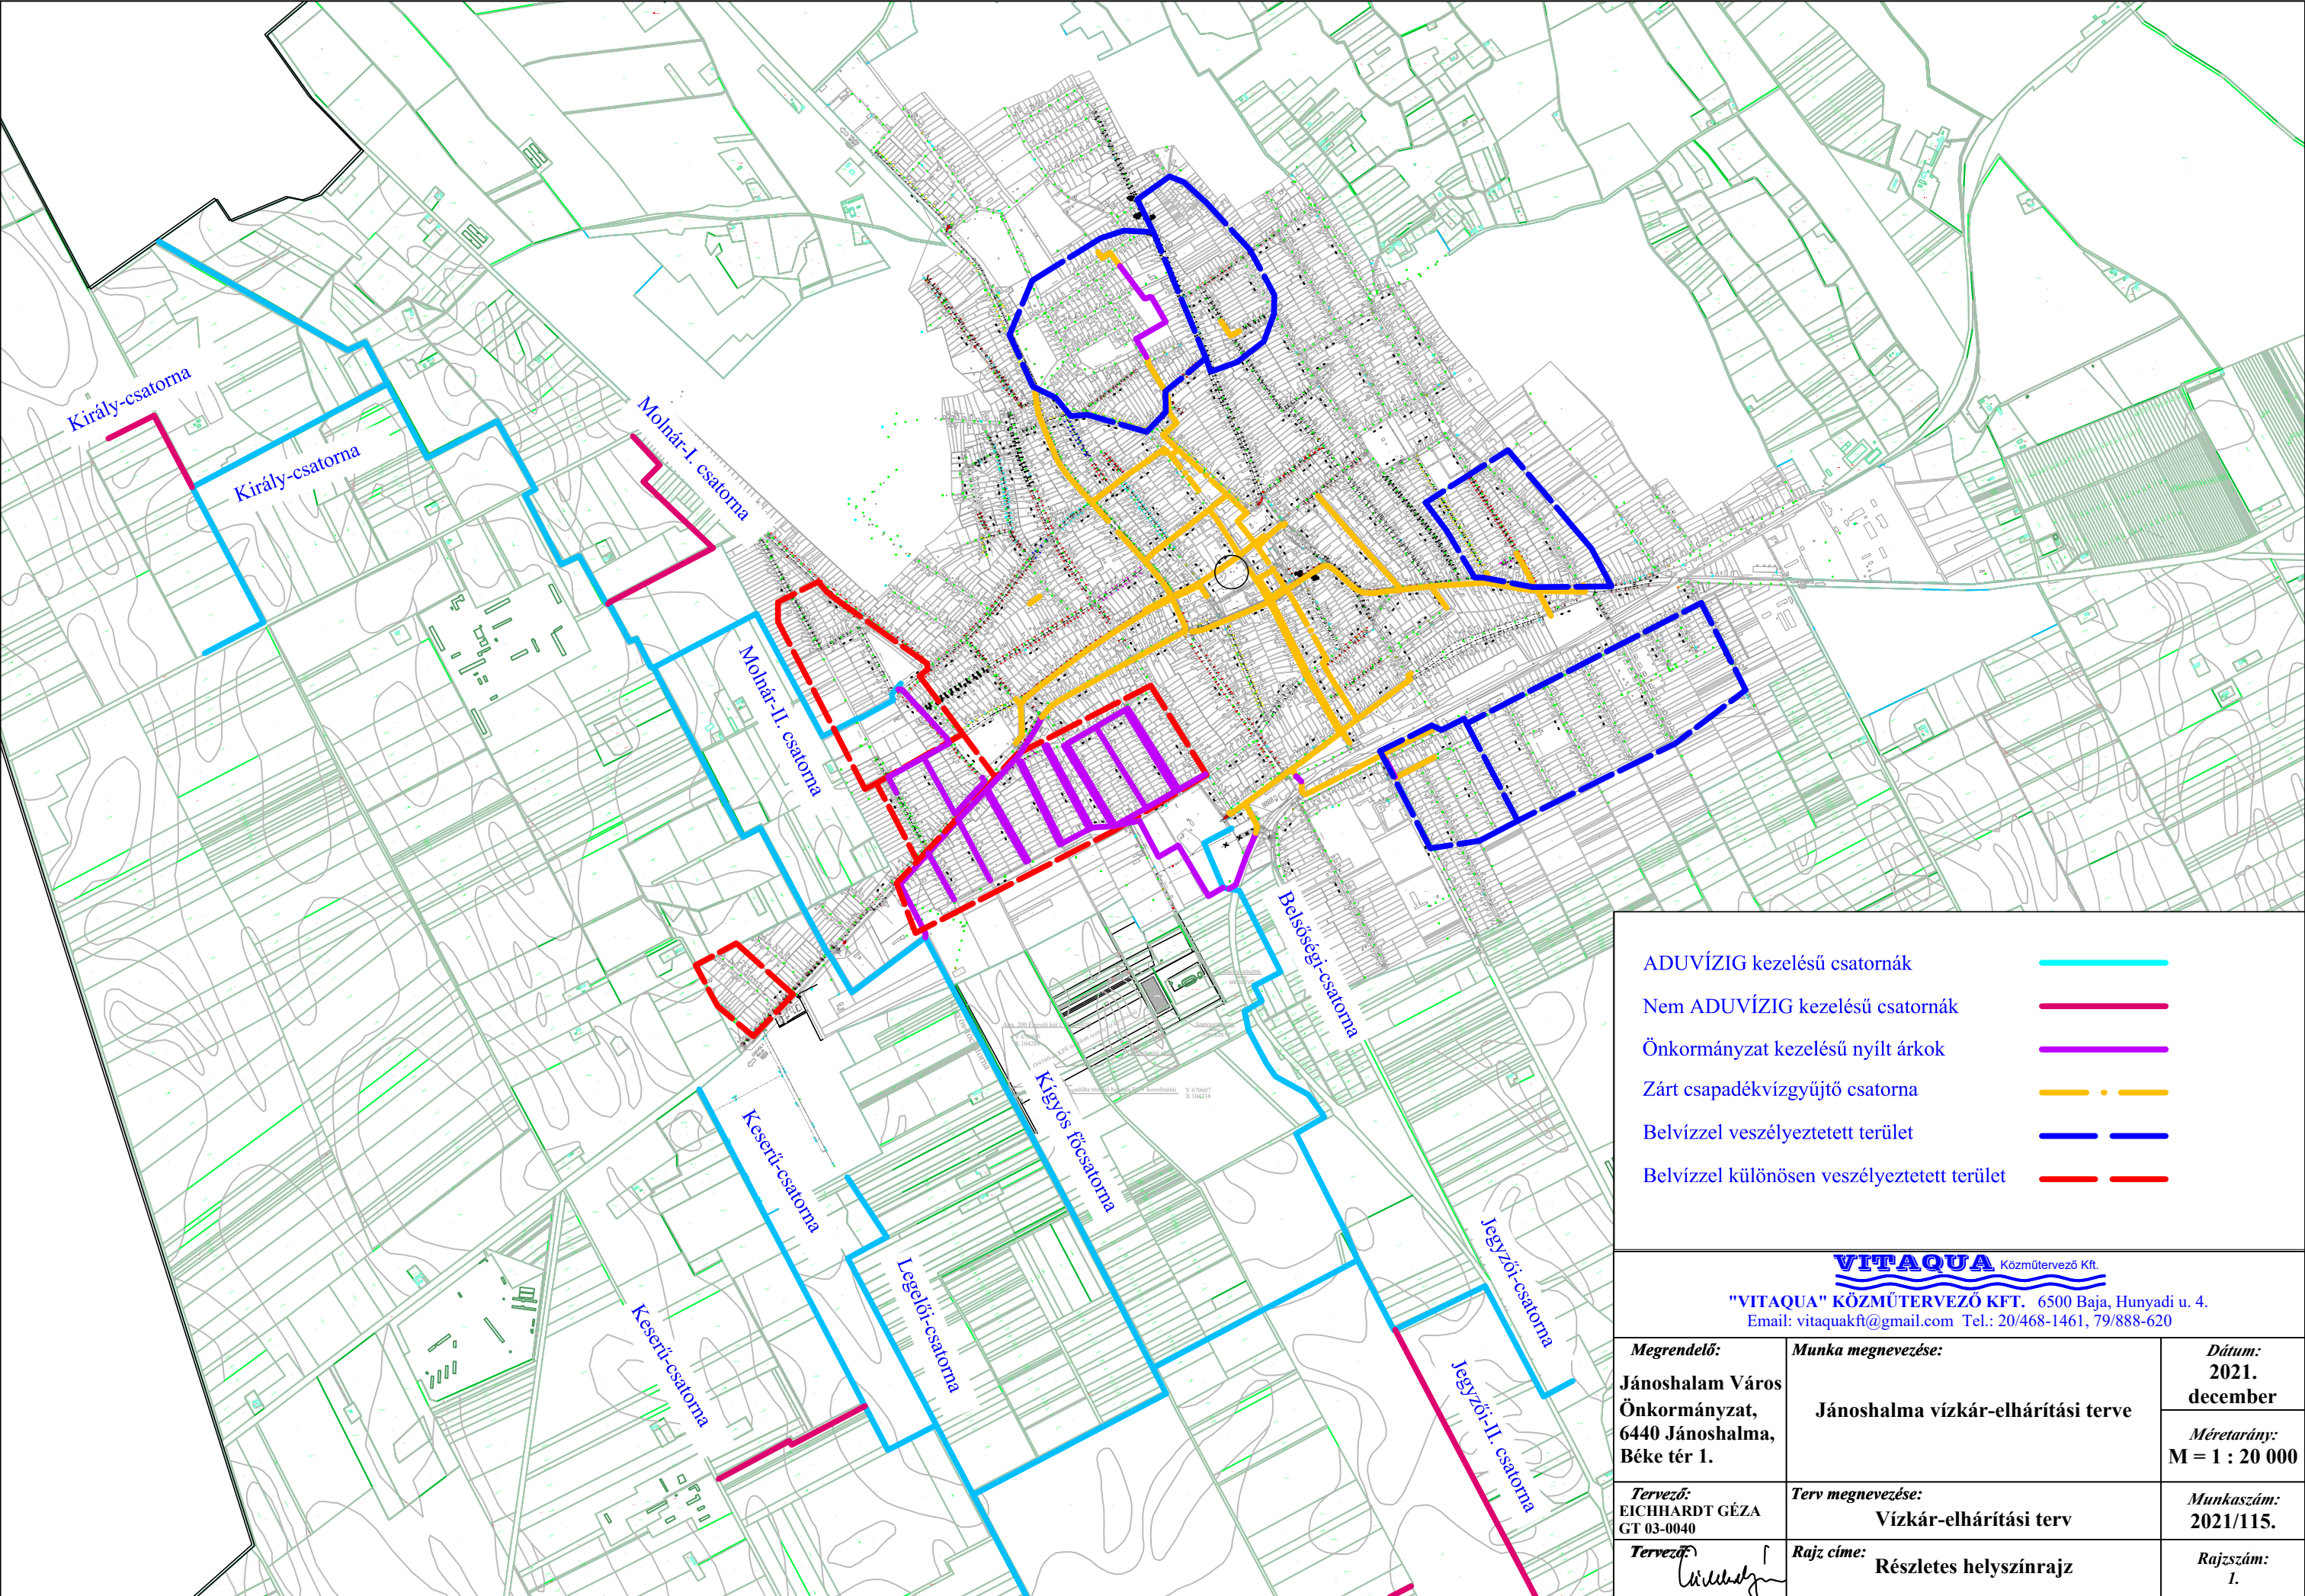 Király-csatorna
Király-csatorna
Molnár-I. csatorna
Molnár-II. csatorna
Belsőségi-csatorna
Kígyós főcsatorna
Keserű-csatorna
Legelői-csatorna
Keserű-csatorna
Jegyzői-csatorna
Jegyzői-II. csatorna
Y 670607
X 104238
ADUVÍZIG kezelésű csatornák
Nem ADUVÍZIG kezelésű csatornák
Önkormányzat kezelésű nyílt árkok
Zárt csapadékvízgyűjtő csatorna
Belvízzel veszélyeztetett terület
Belvízzel különösen veszélyeztetett terület
VITAQUA Közműtervező Kft.
"VITAQUA" KÖZMŰTERVEZŐ KFT. 6500 Baja, Hunyadi u. 4.
Email: vitaquakft@gmail.com Tel.: 20/468-1461, 79/888-620
Megrendelő:
Jánoshalam Város
Önkormányzat,
6440 Jánoshalma,
Béke tér 1.
Munka megnevezése:
Jánoshalma vízkár-elhárítási terve
Dátum:
2021.
december
Méretarány:
M = 1 : 20 000
Tervező:
EICHHARDT GÉZA
GT 03-0040
Terv megnevezése:
Vízkár-elhárítási terv
Munkaszám:
2021/115.
Tervező:
Rajz címe:
Részletes helyszínrajz
Rajzszám:
1.